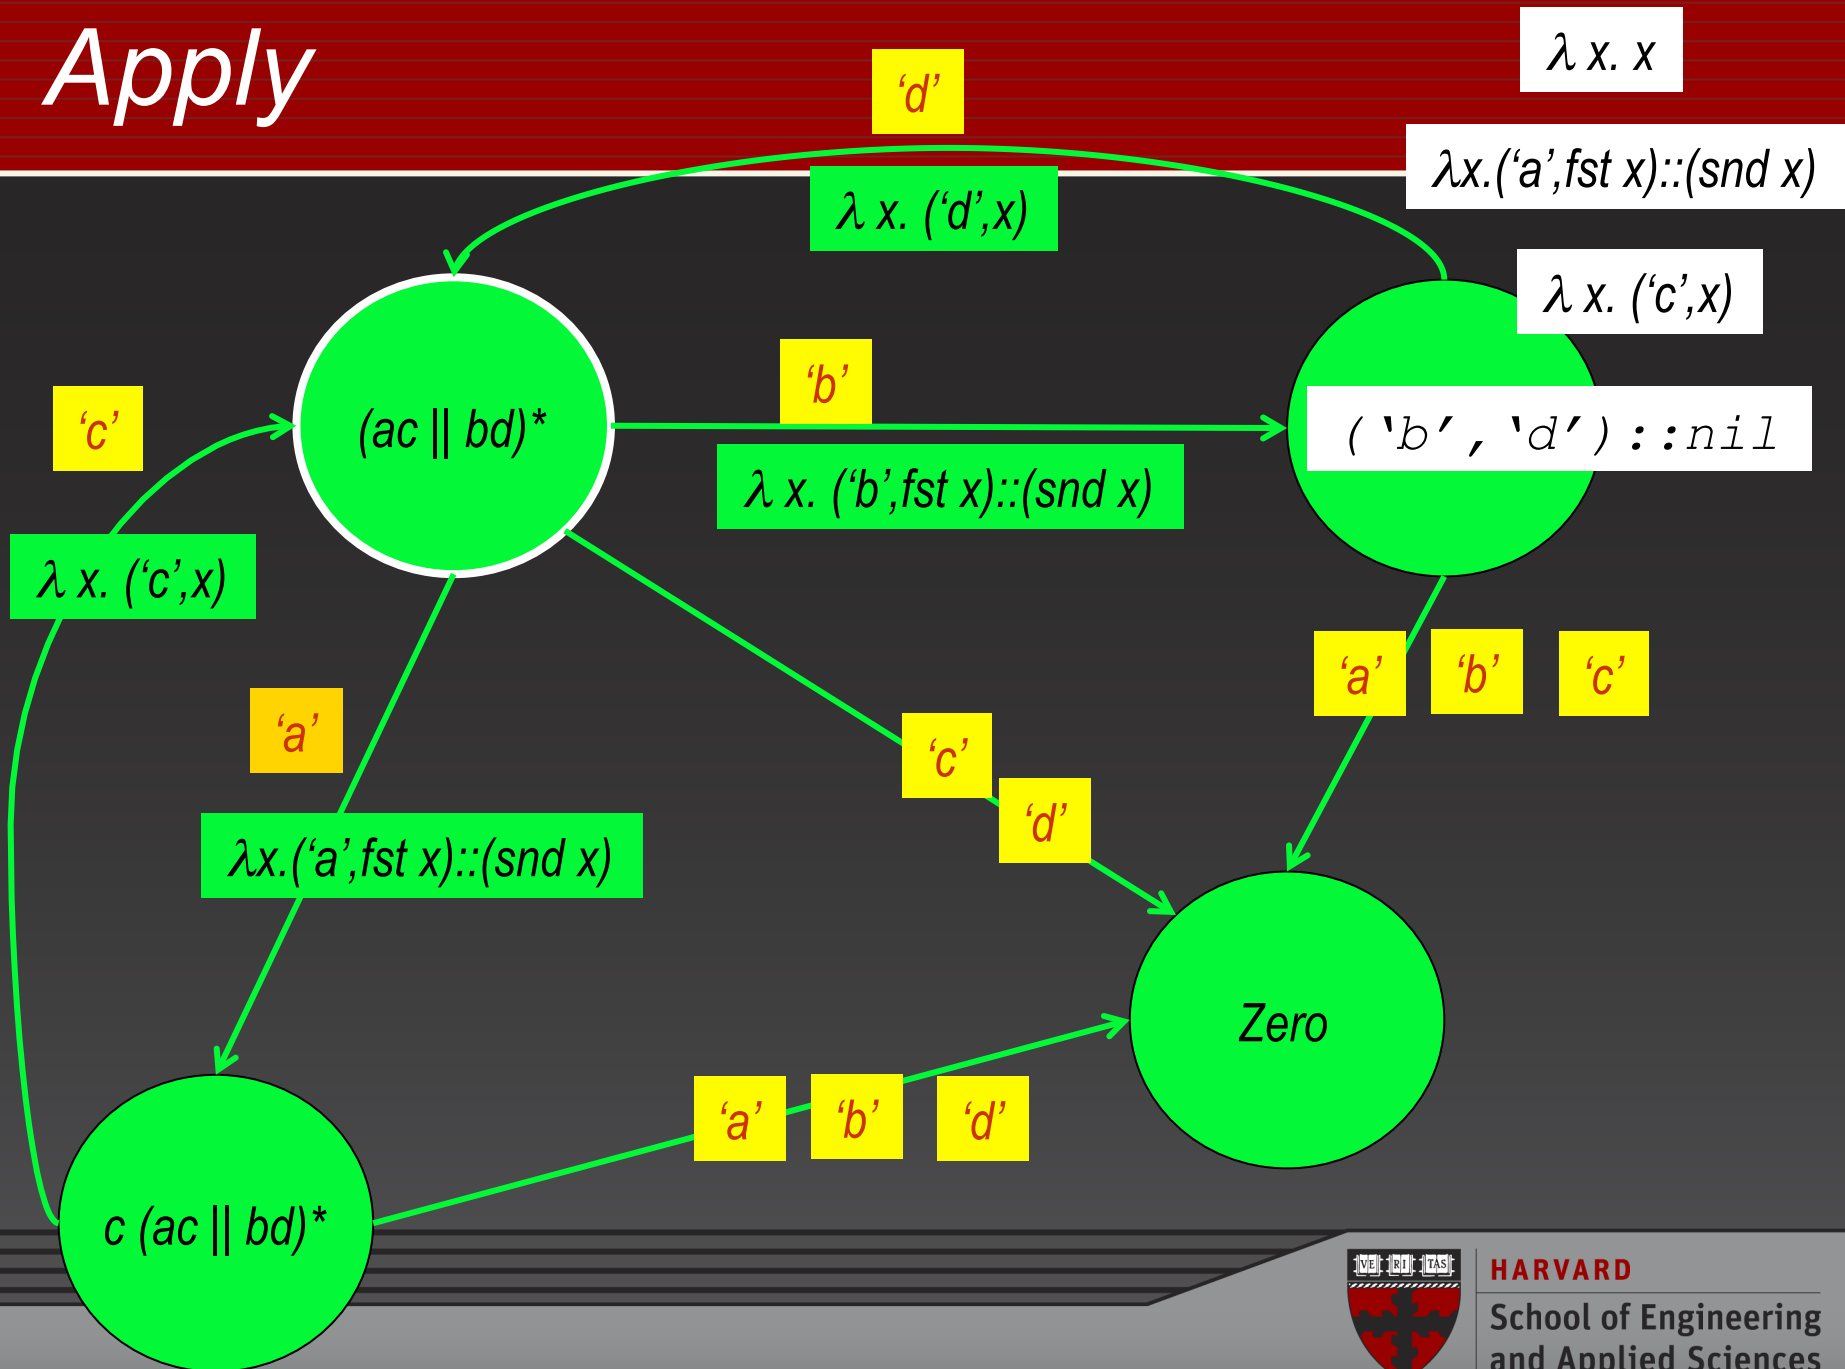 Apply
λ x. x
‘d’
λx.(‘a’,fst x)::(snd x)
λ x. (‘d’,x)
λ x. (‘c’,x)
‘b’
‘c’
(ac || bd)*
(‘b’,‘d’)::nil
λ x. (‘b’,fst x)::(snd x)
λ x. (‘c’,x)
‘a’ ‘b’ ‘c’
‘a’
‘c’
‘d’
λx.(‘a’,fst x)::(snd x)
Zero
‘a’ ‘b’ ‘d’
c (ac || bd)*
VE RI TAS
HARVARD
School of Engineering
and Applied Sciences